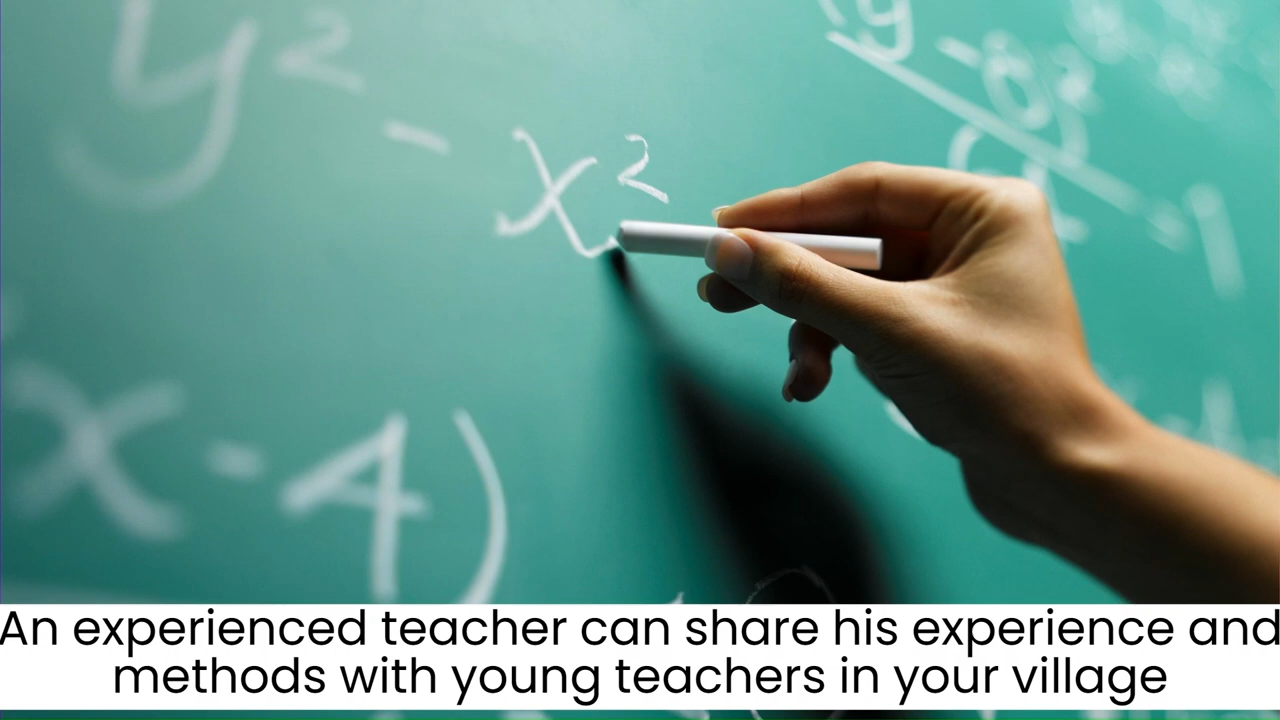 y² - x²
x - 4)
An experienced teacher can share his experience and
methods with young teachers in your village